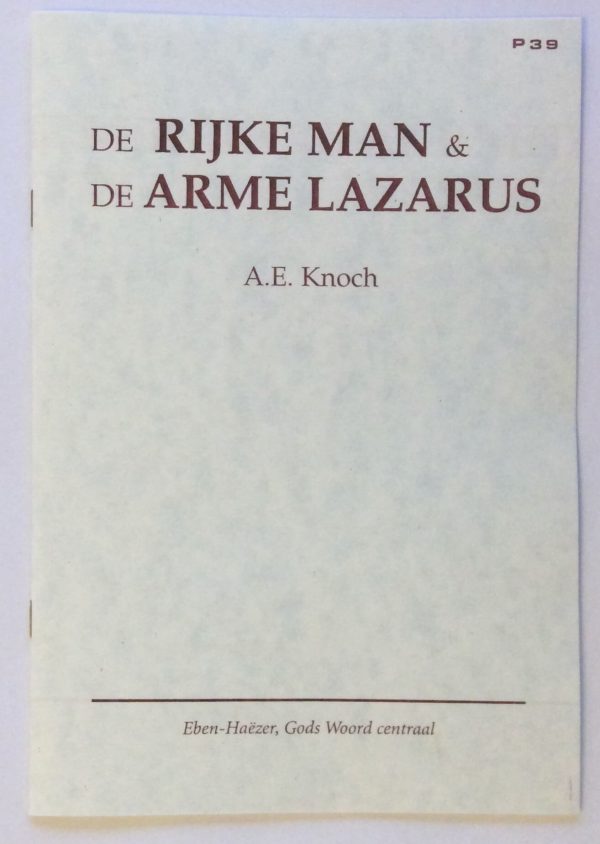 P39
DE RIJKE MAN &
DE ARME LAZARUS
A.E. Knoch
Eben-Haëzer, Gods Woord centraal